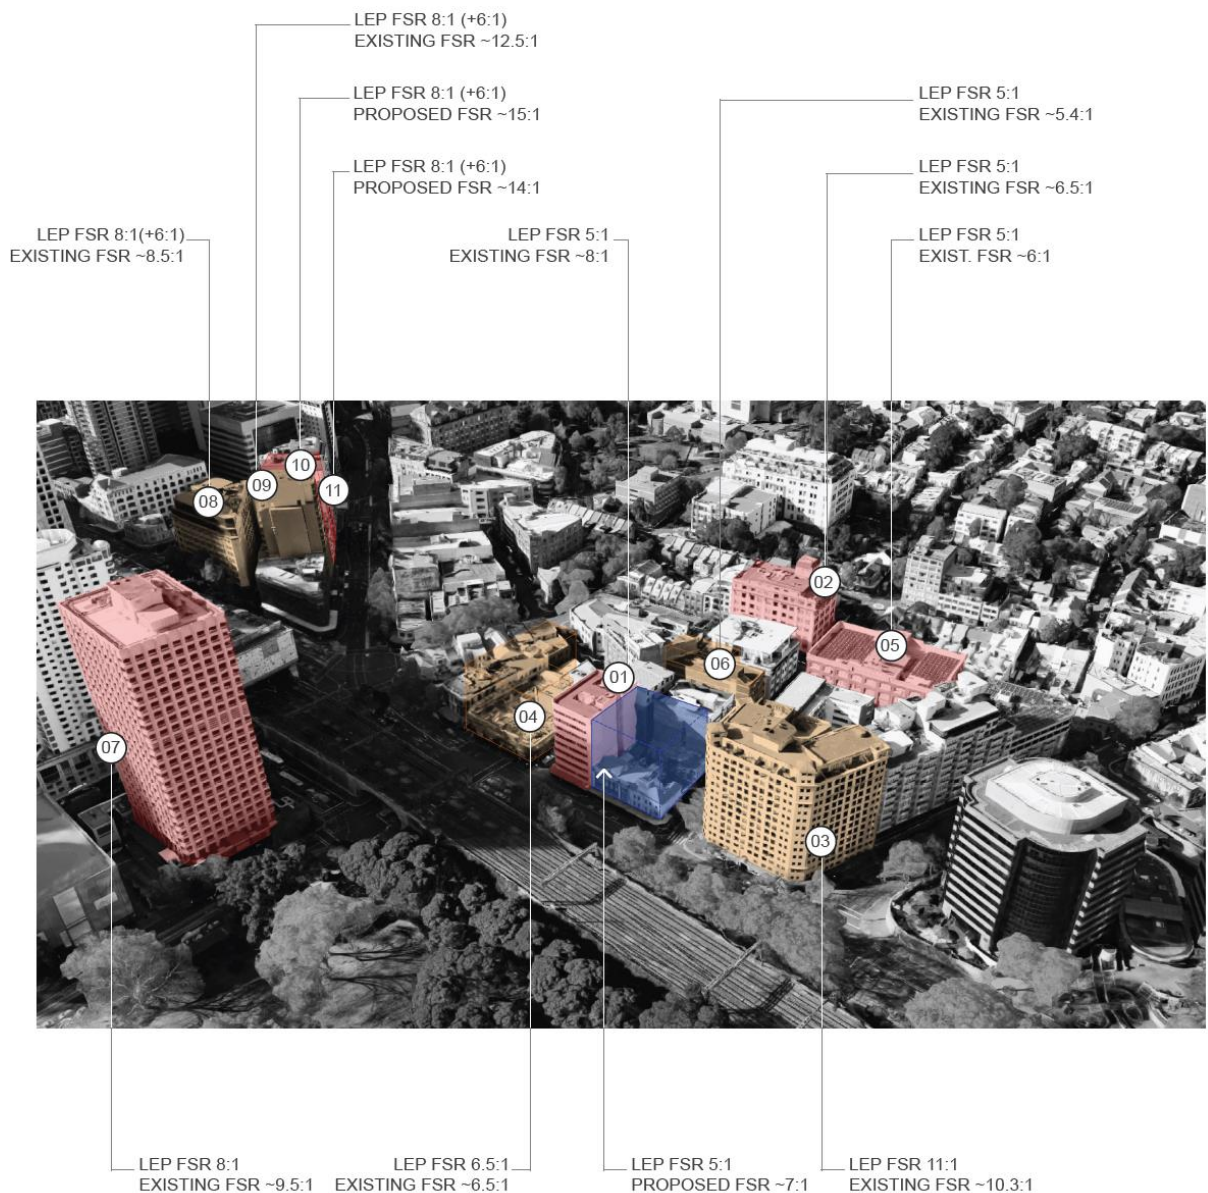 LEP FSR 8:1 (+6:1)
EXISTING FSR ~12.5:1
LEP FSR 8:1 (+6:1)
PROPOSED FSR ~15:1
LEP FSR 5:1
EXISTING FSR ~5.4:1
LEP FSR 8:1 (+6:1)
PROPOSED FSR ~14:1
LEP FSR 5:1
EXISTING FSR ~6.5:1
LEP FSR 8:1(+6:1)
EXISTING FSR ~8.5:1
LEP FSR 5:1
EXISTING FSR ~8:1
LEP FSR 5:1
EXIST. FSR ~6:1
10
09
11
08
02
05
06
01
04
07
03
LEP FSR 8:1
EXISTING FSR ~9.5:1
LEP FSR 6.5:1
EXISTING FSR ~6.5:1
LEP FSR 5:1
PROPOSED FSR ~7:1
LEP FSR 11:1
EXISTING FSR ~10.3:1